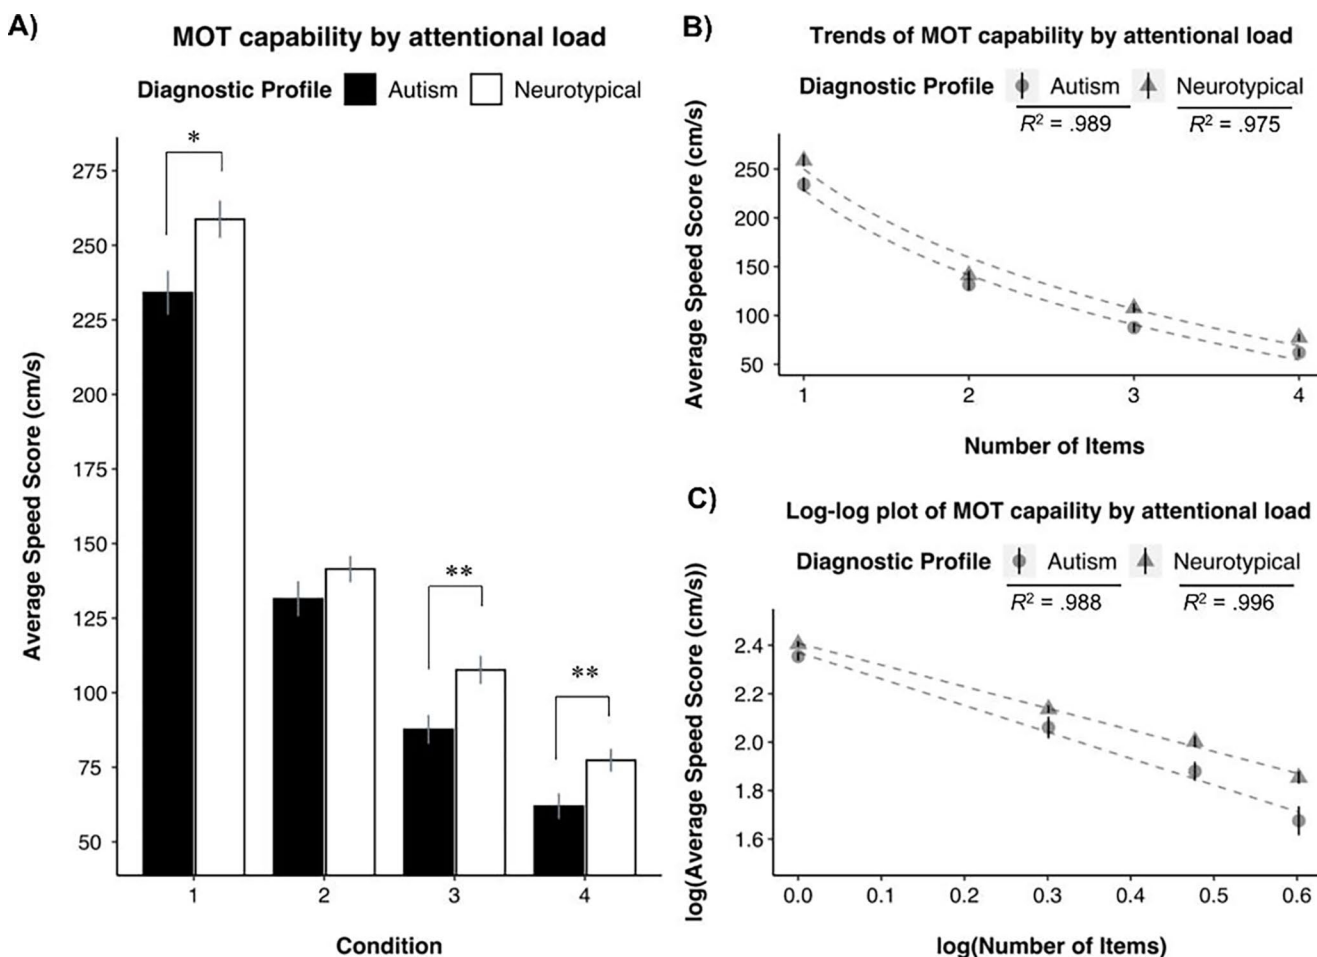 A)
MOT capability by attentional load
Diagnostic Profile Autism Neurotypical
*
**
**
275
250
225
200
175
150
125
100
75
50
Average Speed Score (cm/s)
1 2 3 4
Condition
B)
Trends of MOT capability by attentional load
Diagnostic Profile Autism Neurotypical
R² = .989 R² = .975
250
200
150
100
50
Average Speed Score (cm/s)
1 2 3 4
Number of Items
C)
Log-log plot of MOT capaility by attentional load
Diagnostic Profile Autism Neurotypical
R² = .988 R² = .996
2.4
2.2
2.0
1.8
1.6
log(Average Speed Score (cm/s))
0.0 0.1 0.2 0.3 0.4 0.5 0.6
log(Number of Items)